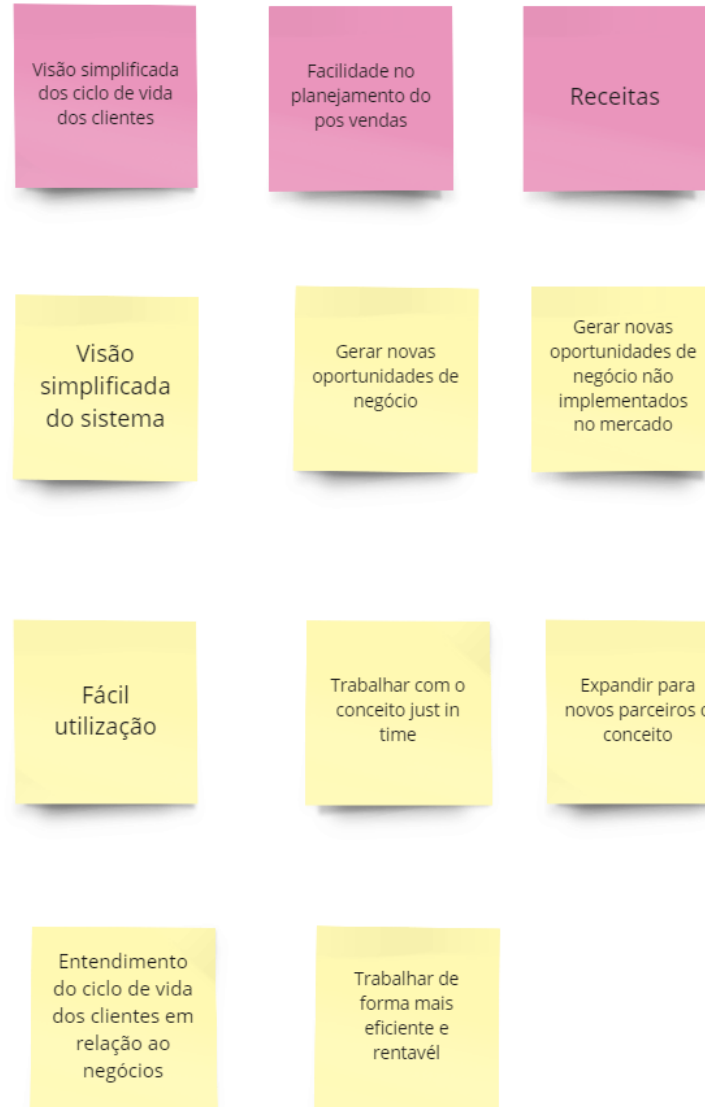 Visão simplificada
dos ciclo de vida
dos clientes
Facilidade no
planejamento do
pos vendas
Receitas
Visão
simplificada
do sistema
Gerar novas
oportunidades de
negócio
Gerar novas
oportunidades de
negócio não
implementados
no mercado
Fácil
utilização
Trabalhar com o
conceito just in
time
Expandir para
novos parceiros
conceito
Entendimento
do ciclo de vida
dos clientes em
relação ao
negócios
Trabalhar de
forma mais
eficiente e
rentavél